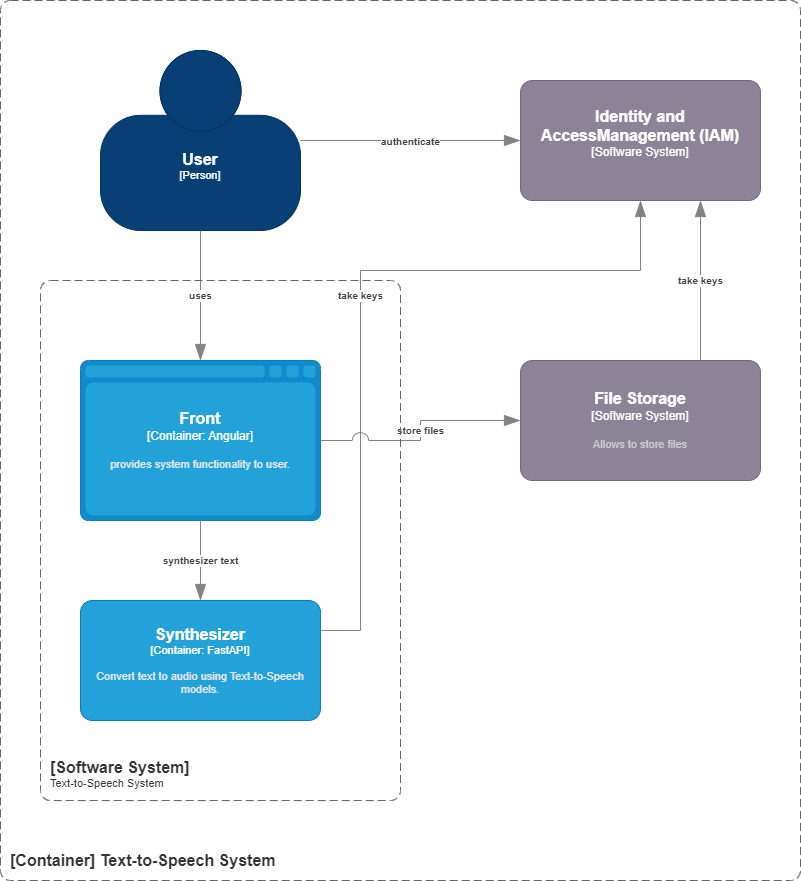 User
[Person]
authenticate
Identity and
AccessManagement (IAM)
[Software System]
uses
take keys
take keys
Front
[Container: Angular]
provides system functionality to user.
store files
File Storage
[Software System]
Allows to store files
synthesizer text
Synthesizer
[Container: FastAPI]
Convert text to audio using Text-to-Speech
models.
[Software System]
Text-to-Speech System
[Container] Text-to-Speech System